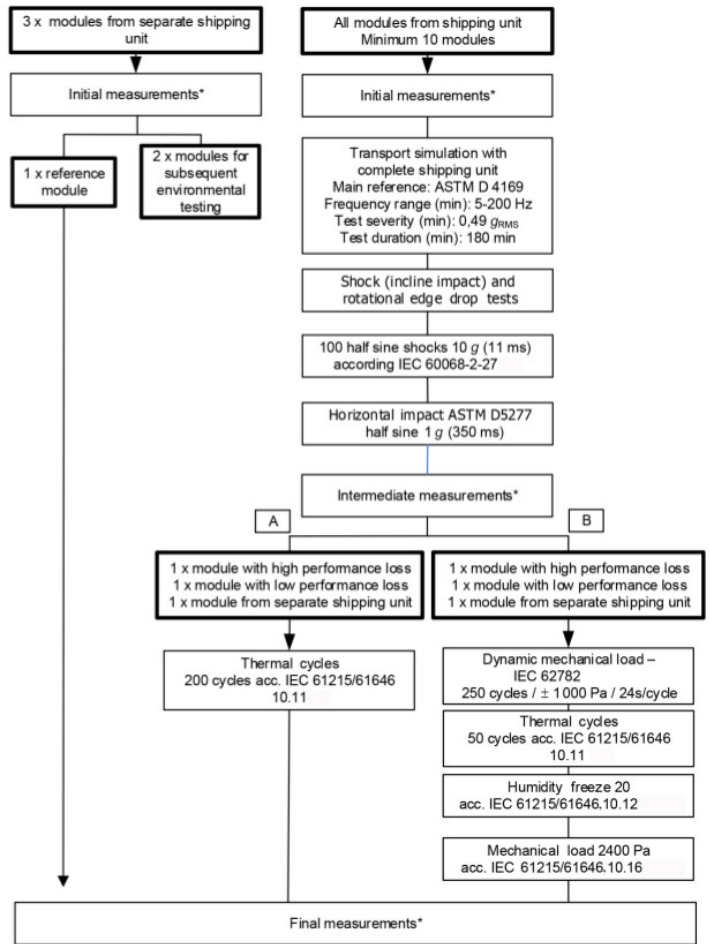 3 x modules from separate shipping
unit
All modules from shipping unit
Minimum 10 modules
Initial measurements*
Initial measurements*
1 x reference
module
2 x modules for
subsequent
environmental
testing
Transport simulation with
complete shipping unit
Main reference: ASTM D 4169
Frequency range (min): 5-200 Hz
Test severity (min): 0,49 gRMS
Test duration (min): 180 min
Shock (incline impact) and
rotational edge drop tests
100 half sine shocks 10 g (11 ms)
according IEC 60068-2-27
Horizontal impact ASTM D5277
half sine 1 g (350 ms)
Intermediate measurements*
A
B
1 x module with high performance loss
1 x module with low performance loss
1 x module from separate shipping unit
1 x module with high performance loss
1 x module with low performance loss
1 x module from separate shipping unit
Thermal cycles
200 cycles acc. IEC 61215/61646
10.11
Dynamic mechanical load –
IEC 62782
250 cycles / ± 1000 Pa / 24s/cycle
Thermal cycles
50 cycles acc. IEC 61215/61646
10.11
Humidity freeze 20
acc. IEC 61215/61646,10.12
Mechanical load 2400 Pa
acc. IEC 61215/61646,10.16
Final measurements*